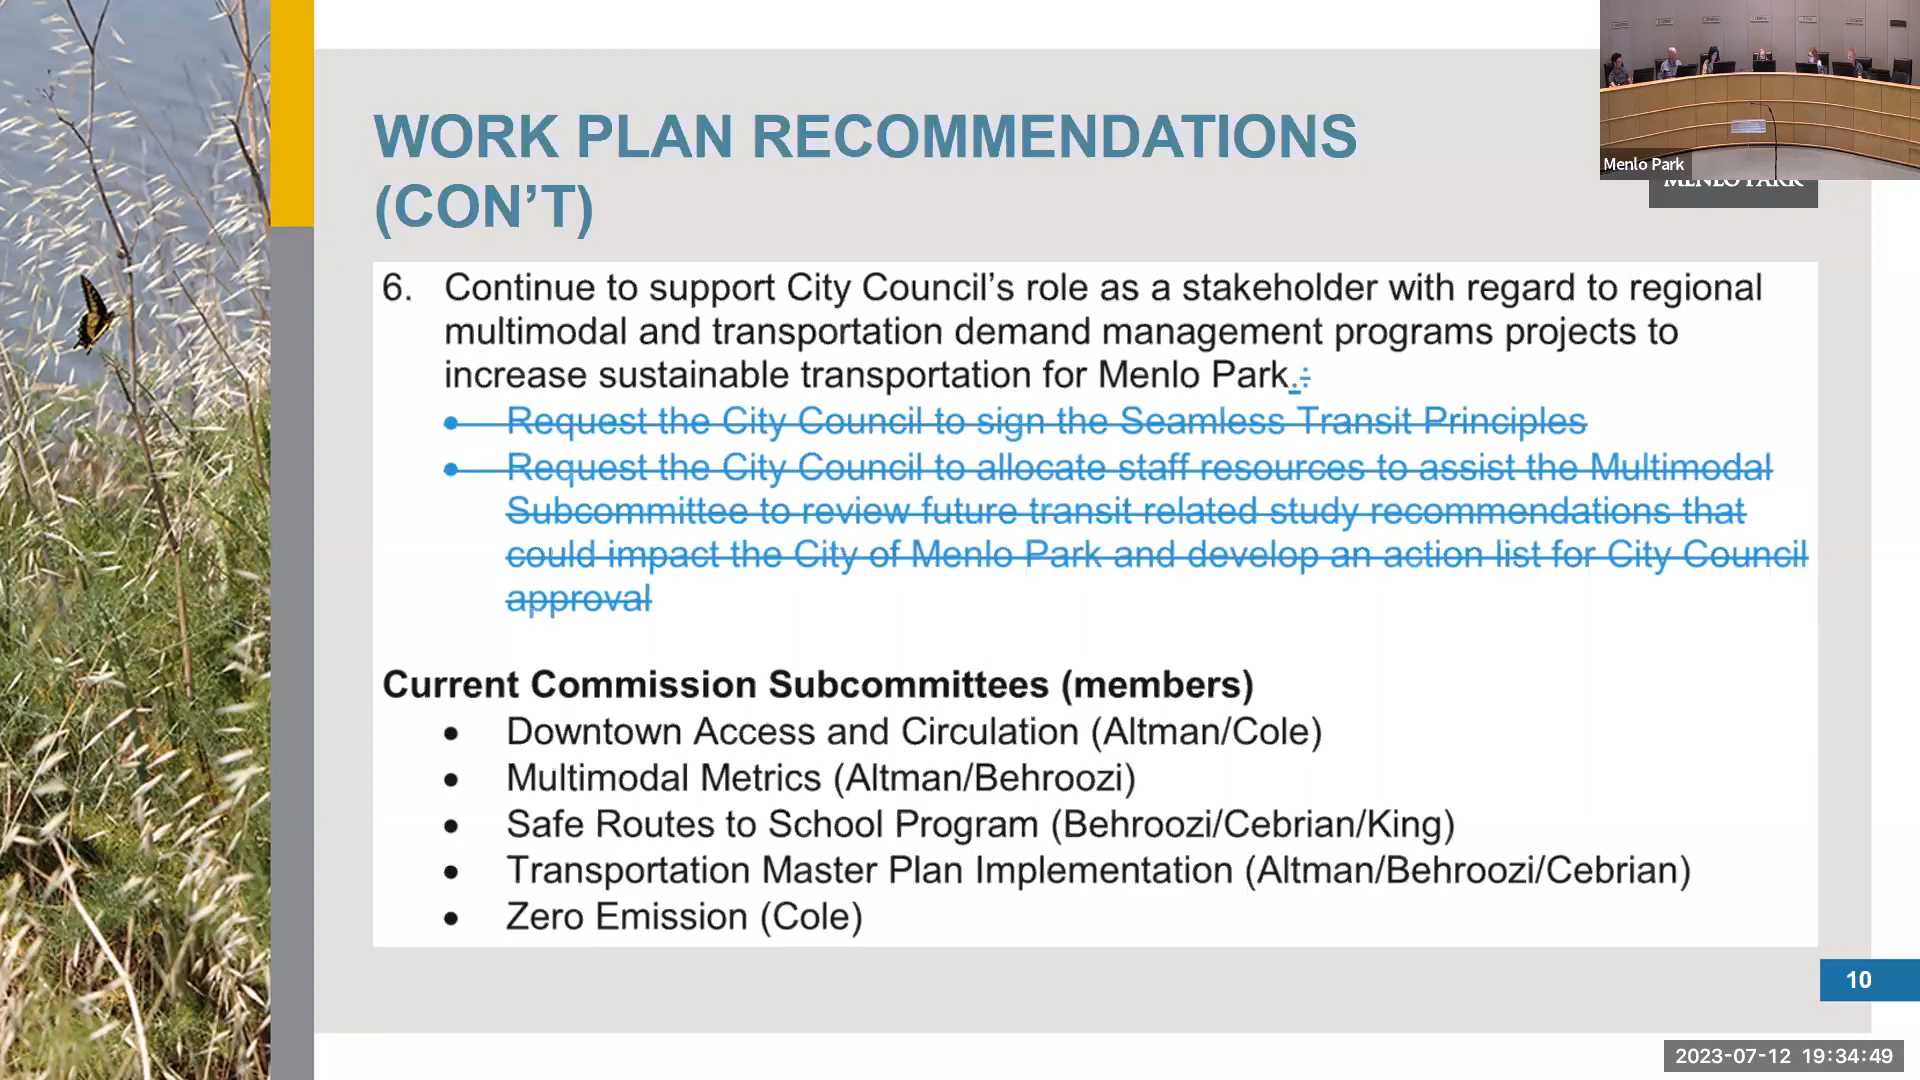 WORK PLAN RECOMMENDATIONS
(CON’T)
Menlo Park
MENLO PARK
6. Continue to support City Council’s role as a stakeholder with regard to regional
multimodal and transportation demand management programs projects to
increase sustainable transportation for Menlo Park.:
• Request the City Council to sign the Seamless Transit Principles
• Request the City Council to allocate staff resources to assist the Multimodal
Subcommittee to review future transit related study recommendations that
could impact the City of Menlo Park and develop an action list for City Council
approval
Current Commission Subcommittees (members)
• Downtown Access and Circulation (Altman/Cole)
• Multimodal Metrics (Altman/Behroozi)
• Safe Routes to School Program (Behroozi/Cebrian/King)
• Transportation Master Plan Implementation (Altman/Behroozi/Cebrian)
• Zero Emission (Cole)
10
2023-07-12 19:34:49